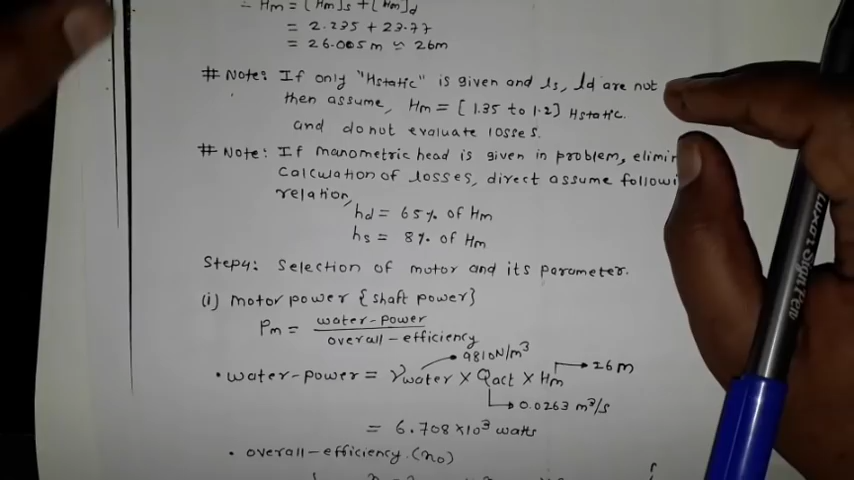 ∴ Hm = [Hm]s + [Hm]d
= 2.235 + 23.77
= 26.005m ≈ 26m
# Note: If only "Hstatic" is given and ls, ld are not
then assume, Hm = [1.35 to 1.2] Hstatic.
and do not evaluate losses.
# Note: If manometric head is given in problem, elimin
calculation of losses, direct assume followi
relation,
hd = 65% of Hm
hs = 8% of Hm
Step4: Selection of motor and its parameter.
(i) motor power {shaft power}
Pm = water-power / overall-efficiency
9810N/m³
• water-power = γwater × Qact × Hm → 26m
→ 0.0263 m³/s
= 6.708×10³ watts
• overall-efficiency (ηo)
Luxor Sign Pen